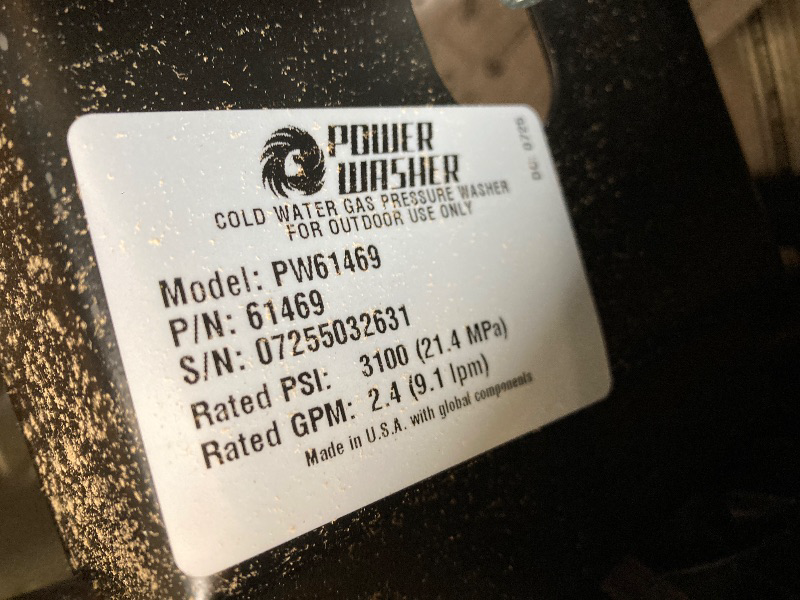 POWER
WASHER
COLD WATER GAS PRESSURE WASHER
FOR OUTDOOR USE ONLY
Model: PW61469
P/N: 61469
S/N: 07255032631
Rated PSI: 3100 (21.4 MPa)
Rated GPM: 2.4 (9.1 lpm)
Made in U.S.A. with global components